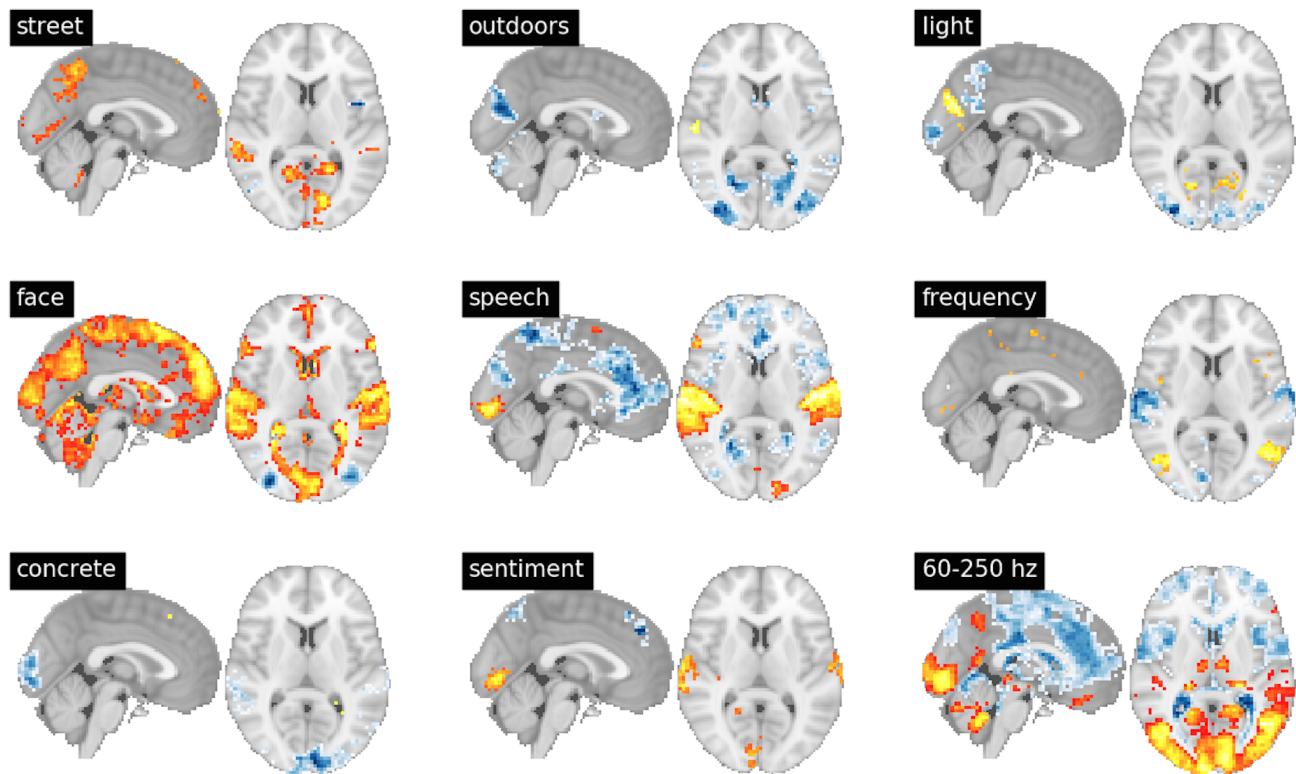 street
outdoors
light
face
speech
frequency
concrete
sentiment
60-250 hz